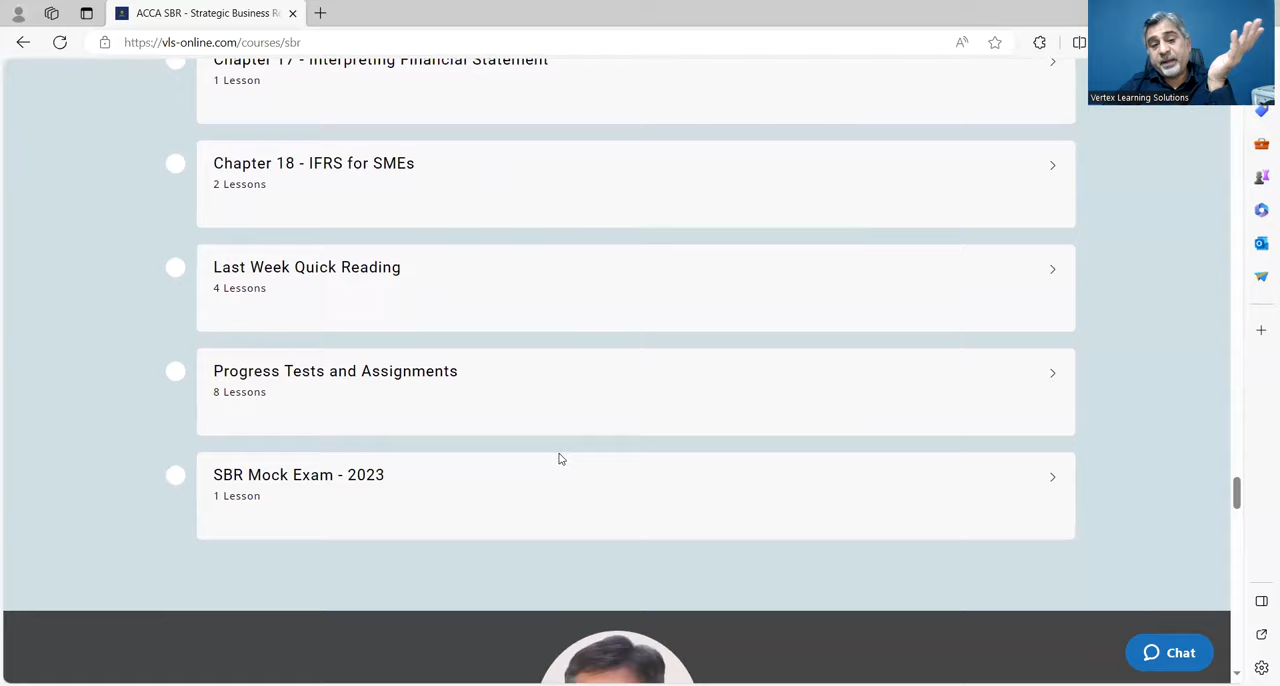 ACCA SBR - Strategic Business Re
https://vls-online.com/courses/sbr
Vertex Learning Solutions
Chapter 17 - Interpreting Financial Statement
1 Lesson
Chapter 18 - IFRS for SMEs
2 Lessons
Last Week Quick Reading
4 Lessons
Progress Tests and Assignments
8 Lessons
SBR Mock Exam - 2023
1 Lesson
Chat